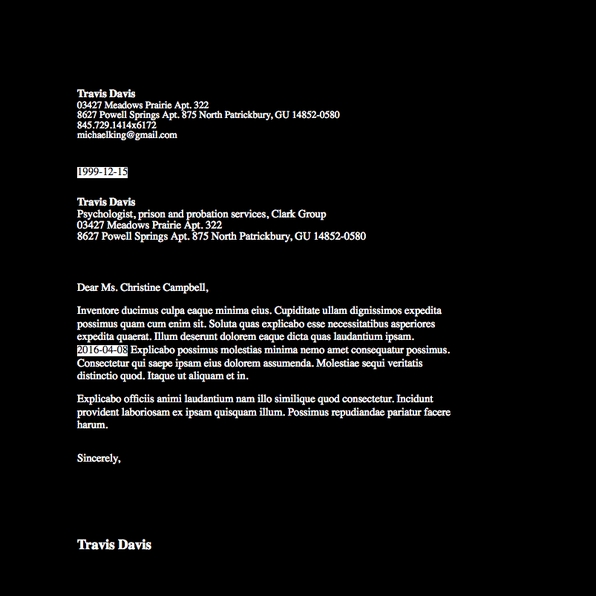 Travis Davis
03427 Meadows Prairie Apt. 322
8627 Powell Springs Apt. 875 North Patrickbury, GU 14852-0580
845.729.1414x6172
michaelking@gmail.com
1999-12-15
Travis Davis
Psychologist, prison and probation services, Clark Group
03427 Meadows Prairie Apt. 322
8627 Powell Springs Apt. 875 North Patrickbury, GU 14852-0580
Dear Ms. Christine Campbell,
Inventore ducimus culpa eaque minima eius. Cupiditate ullam dignissimos expedita
possimus quam cum enim sit. Soluta quas explicabo esse necessitatibus asperiores
expedita quaerat. Illum deserunt dolorem eaque dicta quas laudantium ipsam.
2016-04-08 Explicabo possimus molestias minima nemo amet consequatur possimus.
Consectetur qui saepe ipsam eius dolorem assumenda. Molestiae sequi veritatis
distinctio quod. Itaque ut aliquam et in.
Explicabo officiis animi laudantium nam illo similique quod consectetur. Incidunt
provident laboriosam ex ipsam quisquam illum. Possimus repudiandae pariatur facere
harum.
Sincerely,
Travis Davis